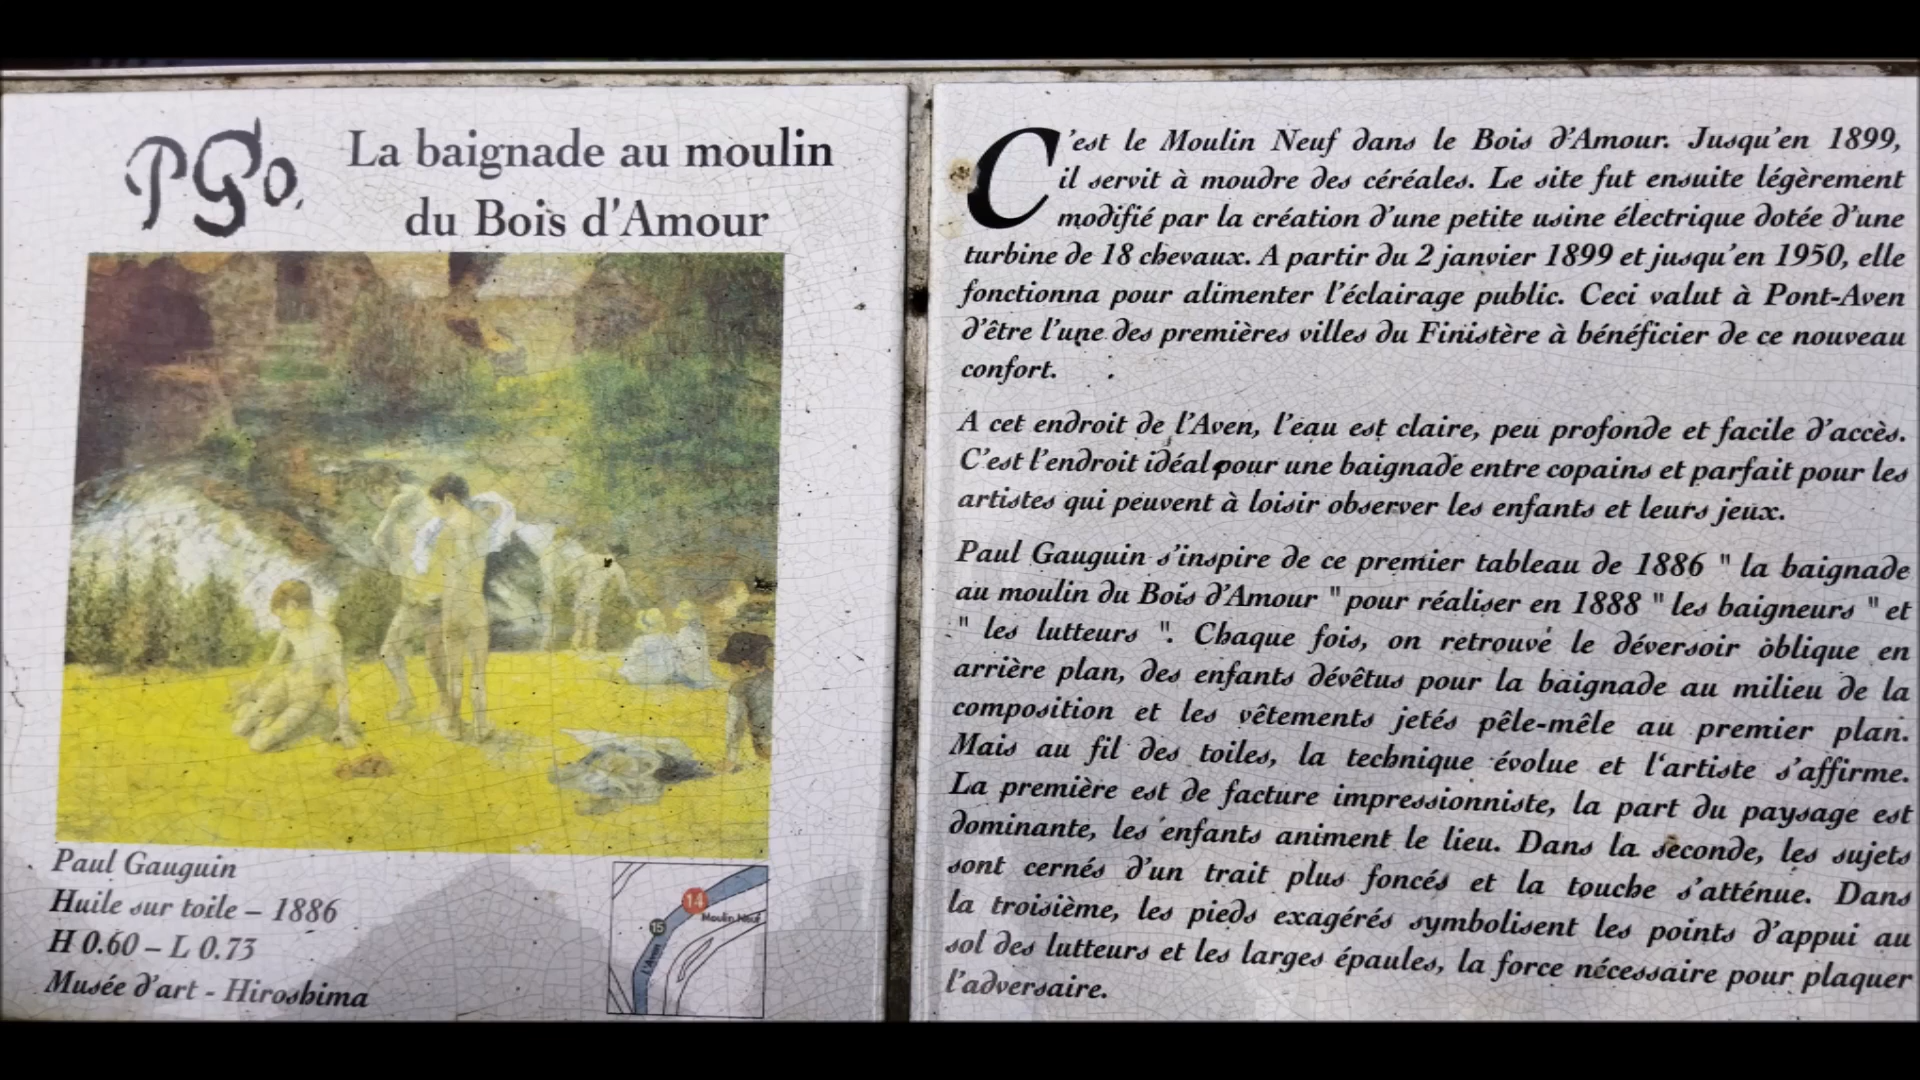 PGo.
La baignade au moulin
du Bois d'Amour
Paul Gauguin
Huile sur toile – 1886
H 0.60 – L 0.73
Musée d'art - Hiroshima
14
Moulin Neuf
15
L'Aven
C'est le Moulin Neuf dans le Bois d'Amour. Jusqu'en 1899,
il servit à moudre des céréales. Le site fut ensuite légèrement
modifié par la création d'une petite usine électrique dotée d'une
turbine de 18 chevaux. A partir du 2 janvier 1899 et jusqu'en 1950, elle
fonctionna pour alimenter l'éclairage public. Ceci valut à Pont-Aven
d'être l'une des premières villes du Finistère à bénéficier de ce nouveau
confort.
A cet endroit de l'Aven, l'eau est claire, peu profonde et facile d'accès.
C'est l'endroit idéal pour une baignade entre copains et parfait pour les
artistes qui peuvent à loisir observer les enfants et leurs jeux.
Paul Gauguin s'inspire de ce premier tableau de 1886 " la baignade
au moulin du Bois d'Amour " pour réaliser en 1888 " les baigneurs " et
" les lutteurs ". Chaque fois, on retrouve le déversoir oblique en
arrière plan, des enfants dévêtus pour la baignade au milieu de la
composition et les vêtements jetés pêle-mêle au premier plan.
Mais au fil des toiles, la technique évolue et l'artiste s'affirme.
La première est de facture impressionniste, la part du paysage est
dominante, les enfants animent le lieu. Dans la seconde, les sujets
sont cernés d'un trait plus foncés et la touche s'atténue. Dans
la troisième, les pieds exagérés symbolisent les points d'appui au
sol des lutteurs et les larges épaules, la force nécessaire pour plaquer
l'adversaire.